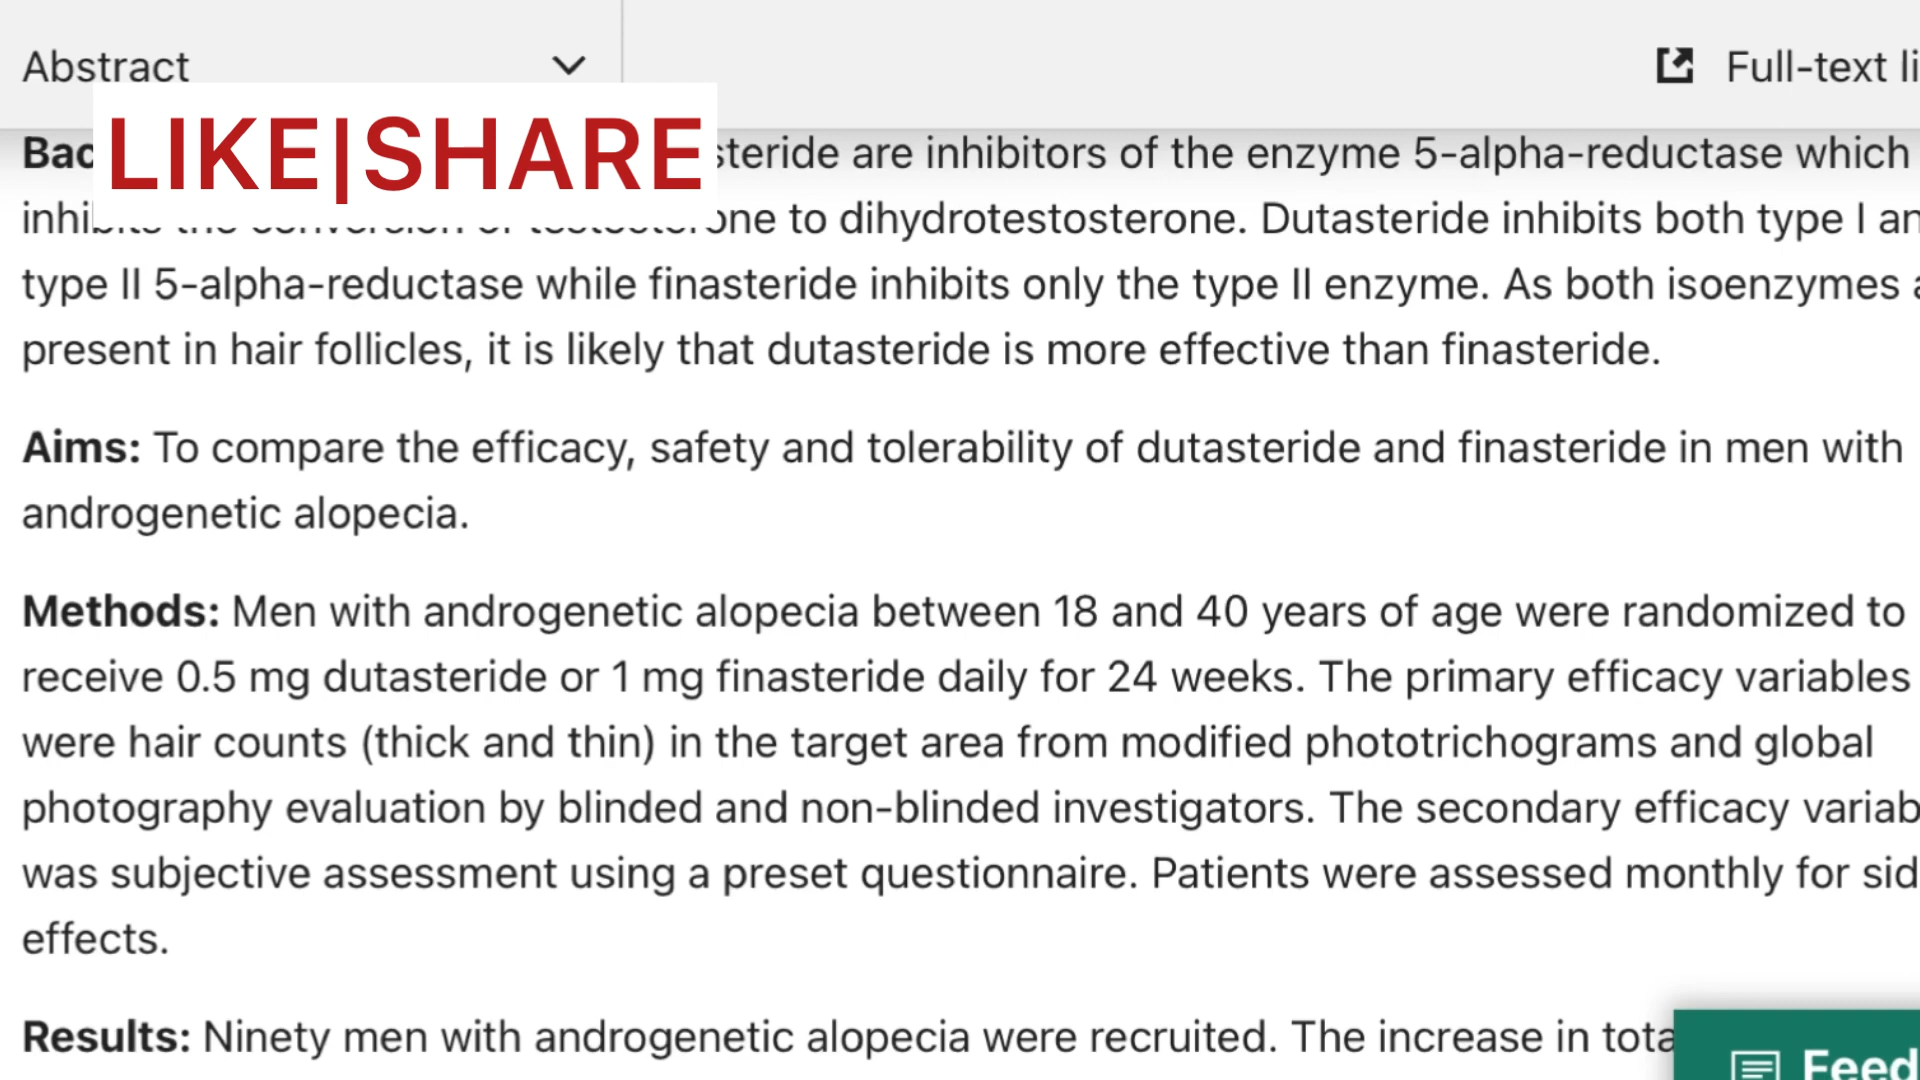 Abstract
Full-text li
LIKE|SHARE
Bac steride are inhibitors of the enzyme 5-alpha-reductase which
inhibits the conversion of testosterone to dihydrotestosterone. Dutasteride inhibits both type I an
type II 5-alpha-reductase while finasteride inhibits only the type II enzyme. As both isoenzymes a
present in hair follicles, it is likely that dutasteride is more effective than finasteride.
Aims: To compare the efficacy, safety and tolerability of dutasteride and finasteride in men with
androgenetic alopecia.
Methods: Men with androgenetic alopecia between 18 and 40 years of age were randomized to
receive 0.5 mg dutasteride or 1 mg finasteride daily for 24 weeks. The primary efficacy variables
were hair counts (thick and thin) in the target area from modified phototrichograms and global
photography evaluation by blinded and non-blinded investigators. The secondary efficacy variab
was subjective assessment using a preset questionnaire. Patients were assessed monthly for sid
effects.
Results: Ninety men with androgenetic alopecia were recruited. The increase in tota
Feed